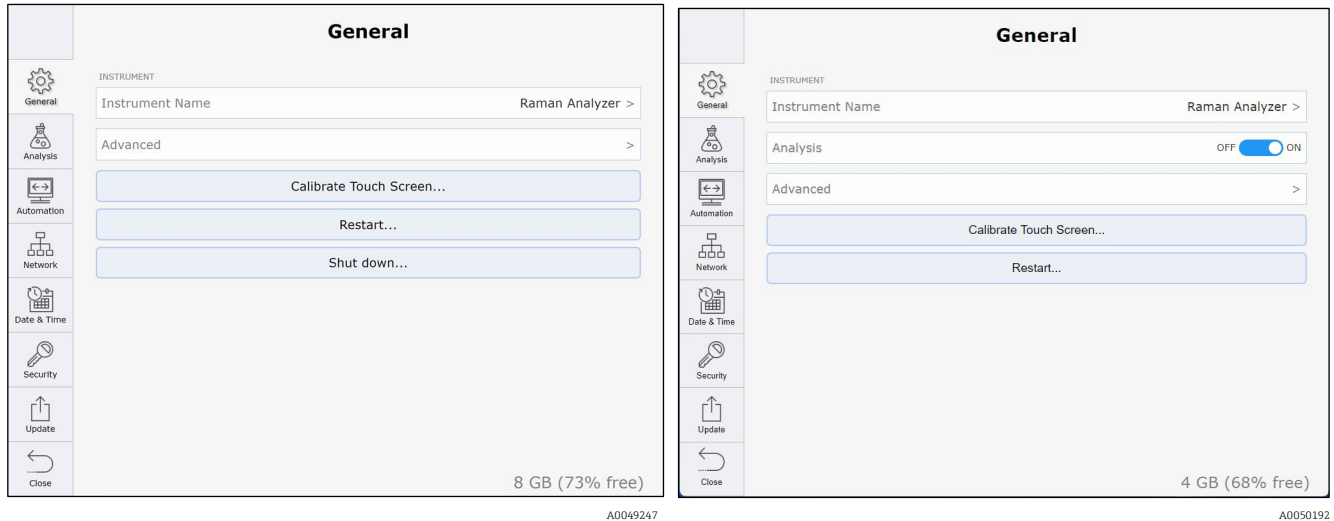 General
General
INSTRUMENT
Instrument Name Raman Analyzer >
Analysis
Advanced >
Automation
Calibrate Touch Screen...
Network
Restart...
Shut down...
Date & Time
Security
Update
Close
8 GB (73% free)
A0049247
General
General
INSTRUMENT
Instrument Name Raman Analyzer >
Analysis
Analysis OFF ON
Advanced >
Automation
Calibrate Touch Screen...
Network
Restart...
Date & Time
Security
Update
Close
4 GB (68% free)
A0050192